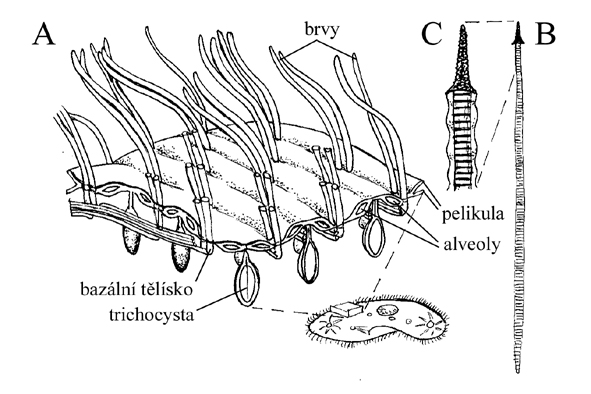 A
brvy
C
B
pelikula
alveoly
bazální tělísko
trichocysta